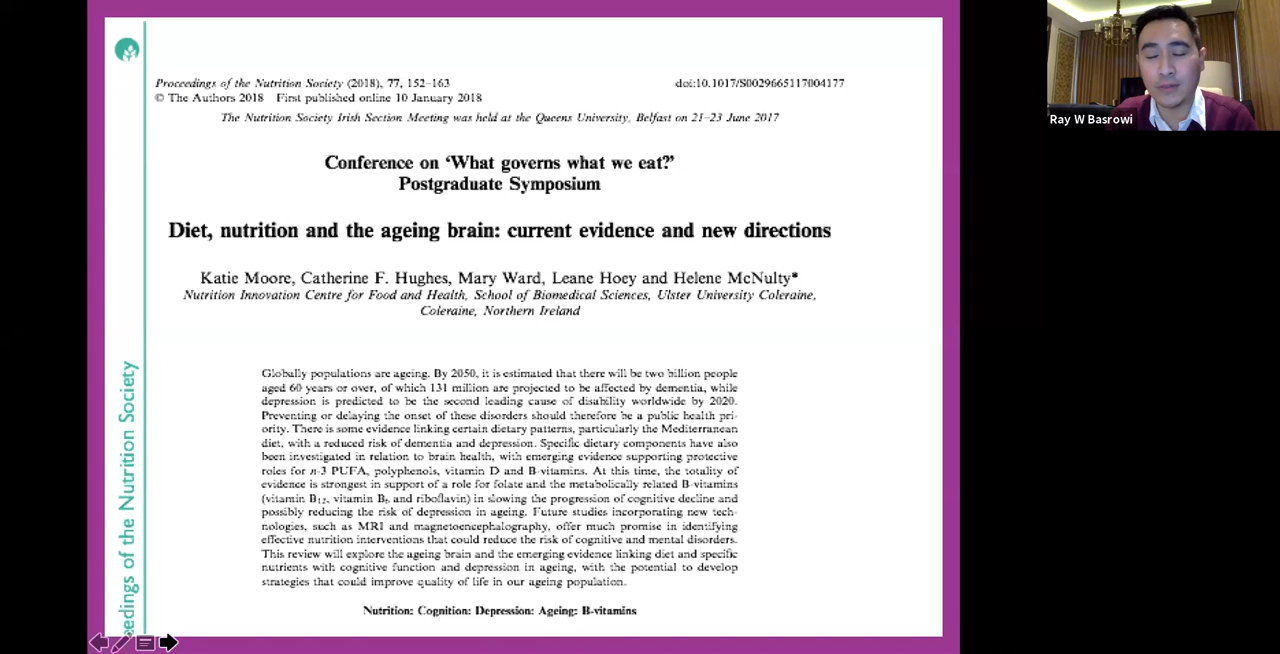 Proceedings of the Nutrition Society (2018), 77, 152–163
doi:10.1017/S0029665117004177
© The Authors 2018 First published online 10 January 2018
The Nutrition Society Irish Section Meeting was held at the Queens University, Belfast on 21–23 June 2017
Conference on ‘What governs what we eat?’
Postgraduate Symposium
Diet, nutrition and the ageing brain: current evidence and new directions
Katie Moore, Catherine F. Hughes, Mary Ward, Leane Hoey and Helene McNulty*
Nutrition Innovation Centre for Food and Health, School of Biomedical Sciences, Ulster University Coleraine,
Coleraine, Northern Ireland
Globally populations are ageing. By 2050, it is estimated that there will be two billion people
aged 60 years or over, of which 131 million are projected to be affected by dementia, while
depression is predicted to be the second leading cause of disability worldwide by 2020.
Preventing or delaying the onset of these disorders should therefore be a public health pri-
ority. There is some evidence linking certain dietary patterns, particularly the Mediterranean
diet, with a reduced risk of dementia and depression. Specific dietary components have also
been investigated in relation to brain health, with emerging evidence supporting protective
roles for n-3 PUFA, polyphenols, vitamin D and B-vitamins. At this time, the totality of
evidence is strongest in support of a role for folate and the metabolically related B-vitamins
(vitamin B12, vitamin B6 and riboflavin) in slowing the progression of cognitive decline and
possibly reducing the risk of depression in ageing. Future studies incorporating new tech-
nologies, such as MRI and magnetoencephalography, offer much promise in identifying
effective nutrition interventions that could reduce the risk of cognitive and mental disorders.
This review will explore the ageing brain and the emerging evidence linking diet and specific
nutrients with cognitive function and depression in ageing, with the potential to develop
strategies that could improve quality of life in our ageing population.
Nutrition: Cognition: Depression: Ageing: B-vitamins
eedings of the Nutrition Society
Ray W Basrowi